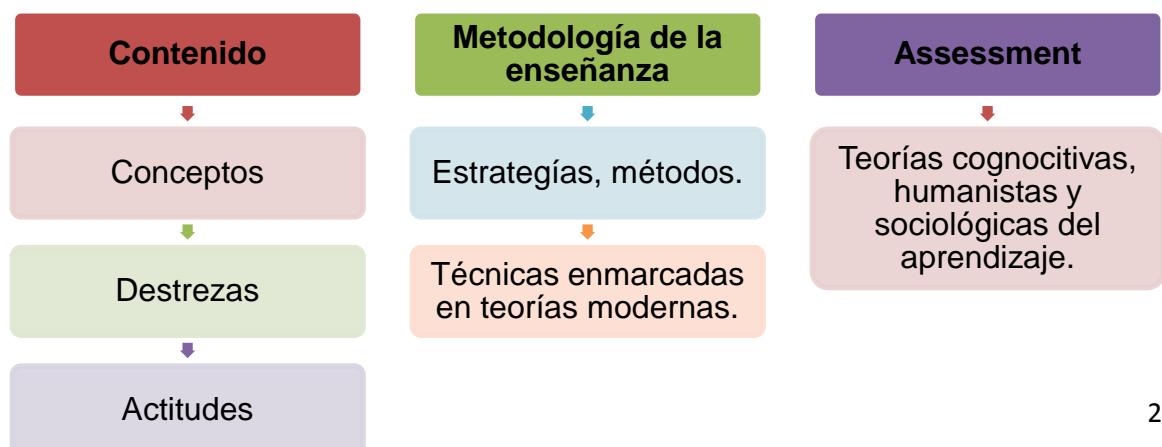 Contenido
Conceptos
Destrezas
Actitudes
Metodología de la
enseñanza
Estrategías, métodos.
Técnicas enmarcadas
en teorías modernas.
Assessment
Teorías cognocitivas,
humanistas y
sociológicas del
aprendizaje.
2